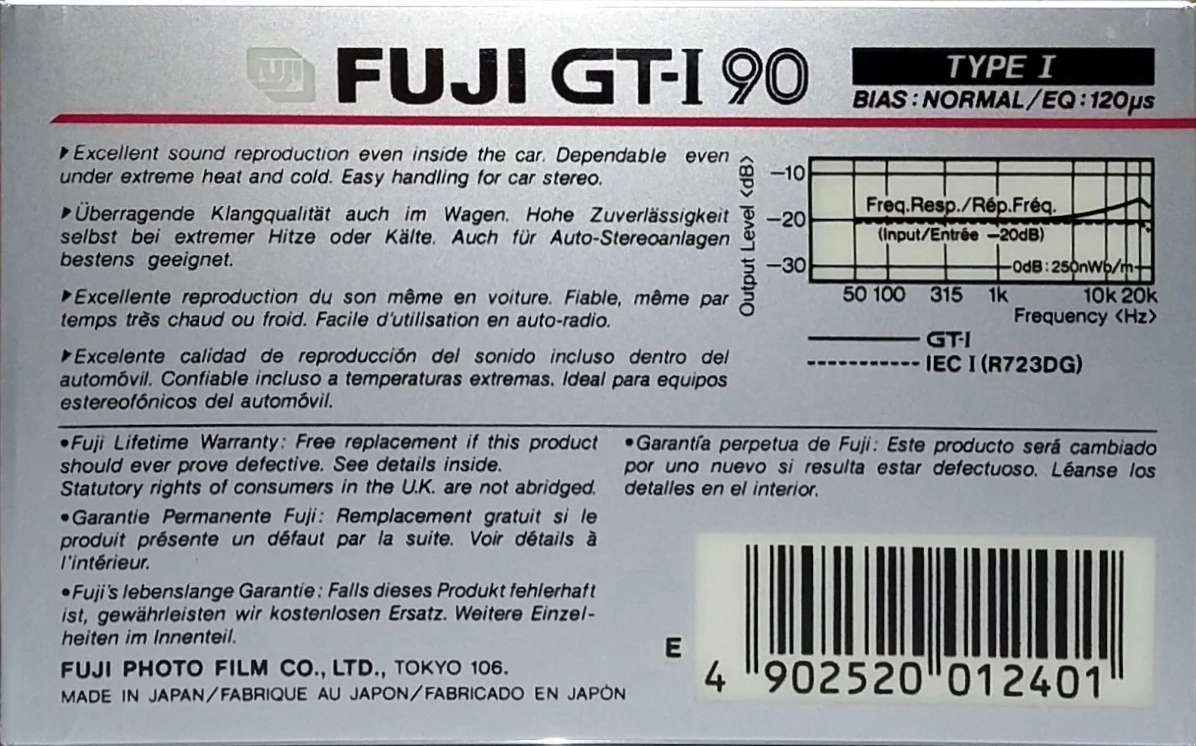 FUJI
FUJI GT-I 90
TYPE I
BIAS : NORMAL/EQ : 120µs
Excellent sound reproduction even inside the car. Dependable even
under extreme heat and cold. Easy handling for car stereo.
Überragende Klangqualität auch im Wagen. Hohe Zuverlässigkeit
selbst bei extremer Hitze oder Kälte. Auch für Auto-Stereoanlagen
bestens geeignet.
Excellente reproduction du son même en voiture. Fiable, même par
temps très chaud ou froid. Facile d'utilisation en auto-radio.
Excelente calidad de reproducción del sonido incluso dentro del
automóvil. Confiable incluso a temperaturas extremas. Ideal para equipos
estereofónicos del automóvil.
Output Level <dB>
−10
−20
−30
Freq.Resp./Rép.Fréq.
(Input/Entrée −20dB)
0dB : 250nWb/m
50 100 315 1k 10k 20k
Frequency <Hz>
GT-I
IEC I (R723DG)
•Fuji Lifetime Warranty: Free replacement if this product
should ever prove defective. See details inside.
Statutory rights of consumers in the U.K. are not abridged.
•Garantie Permanente Fuji: Remplacement gratuit si le
produit présente un défaut par la suite. Voir détails à
l'intérieur.
•Fuji's lebenslange Garantie: Falls dieses Produkt fehlerhaft
ist, gewährleisten wir kostenlosen Ersatz. Weitere Einzel-
heiten im Innenteil.
•Garantía perpetua de Fuji: Este producto será cambiado
por uno nuevo si resulta estar defectuoso. Léanse los
detalles en el interior.
FUJI PHOTO FILM CO., LTD., TOKYO 106.
MADE IN JAPAN/FABRIQUE AU JAPON/FABRICADO EN JAPÓN
E
4 902520 012401